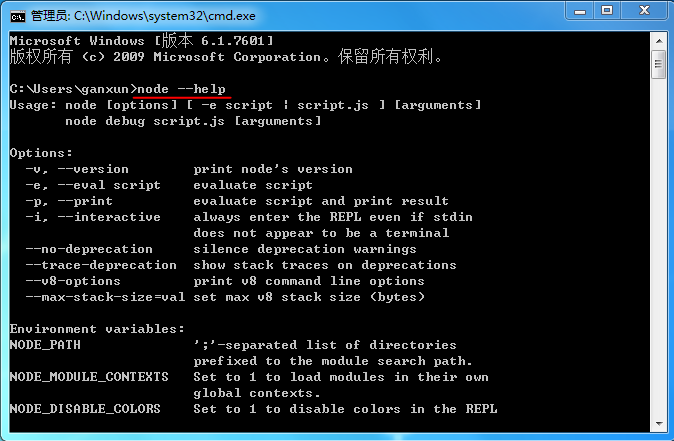 管理员: C:\Windows\system32\cmd.exe
Microsoft Windows [版本 6.1.7601]
版权所有 (c) 2009 Microsoft Corporation。保留所有权利。
C:\Users\ganxun>node --help
Usage: node [options] [ -e script | script.js ] [arguments]
node debug script.js [arguments]
Options:
-v, --version print node's version
-e, --eval script evaluate script
-p, --print evaluate script and print result
-i, --interactive always enter the REPL even if stdin
does not appear to be a terminal
--no-deprecation silence deprecation warnings
--trace-deprecation show stack traces on deprecations
--v8-options print v8 command line options
--max-stack-size=val set max v8 stack size (bytes)
Environment variables:
NODE_PATH ';'-separated list of directories
prefixed to the module search path.
NODE_MODULE_CONTEXTS Set to 1 to load modules in their own
global contexts.
NODE_DISABLE_COLORS Set to 1 to disable colors in the REPL